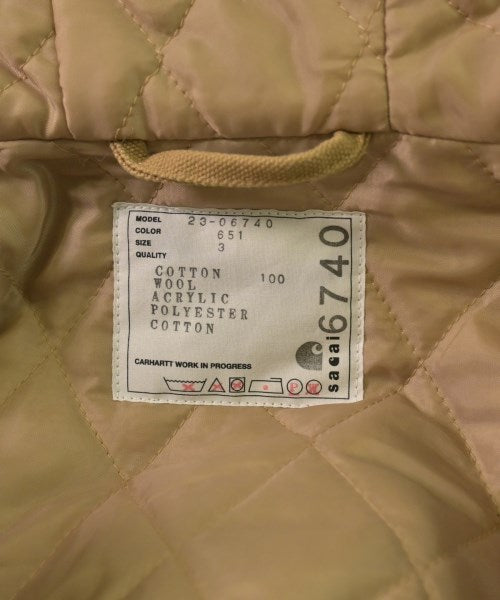 MODEL 23-06740
COLOR 651
SIZE 3
QUALITY
COTTON 100
WOOL
ACRYLIC
POLYESTER
COTTON
CARHARTT WORK IN PROGRESS
P W
sacai
6740